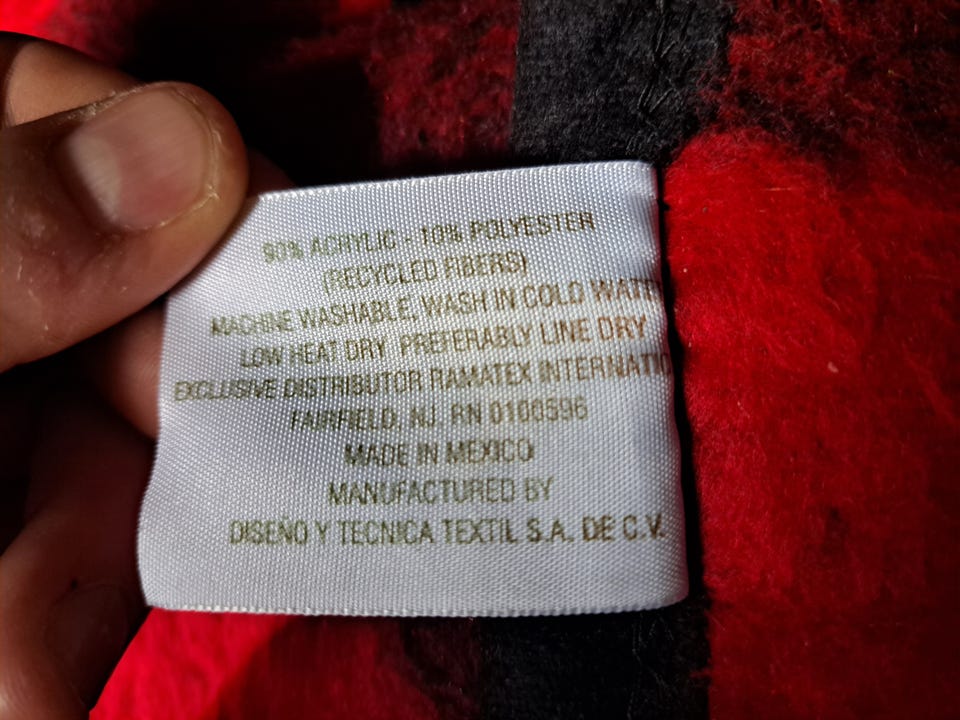 90% ACRYLIC - 10% POLYESTER
(RECYCLED FIBERS)
MACHINE WASHABLE, WASH IN COLD WATE
LOW HEAT DRY PREFERABLY LINE DRY
EXCLUSIVE DISTRIBUTOR RAMATEX INTERNATIO
FAIRFIELD, NJ. RN 0100596
MADE IN MEXICO
MANUFACTURED BY
DISEÑO Y TECNICA TEXTIL S.A. DE C.V.